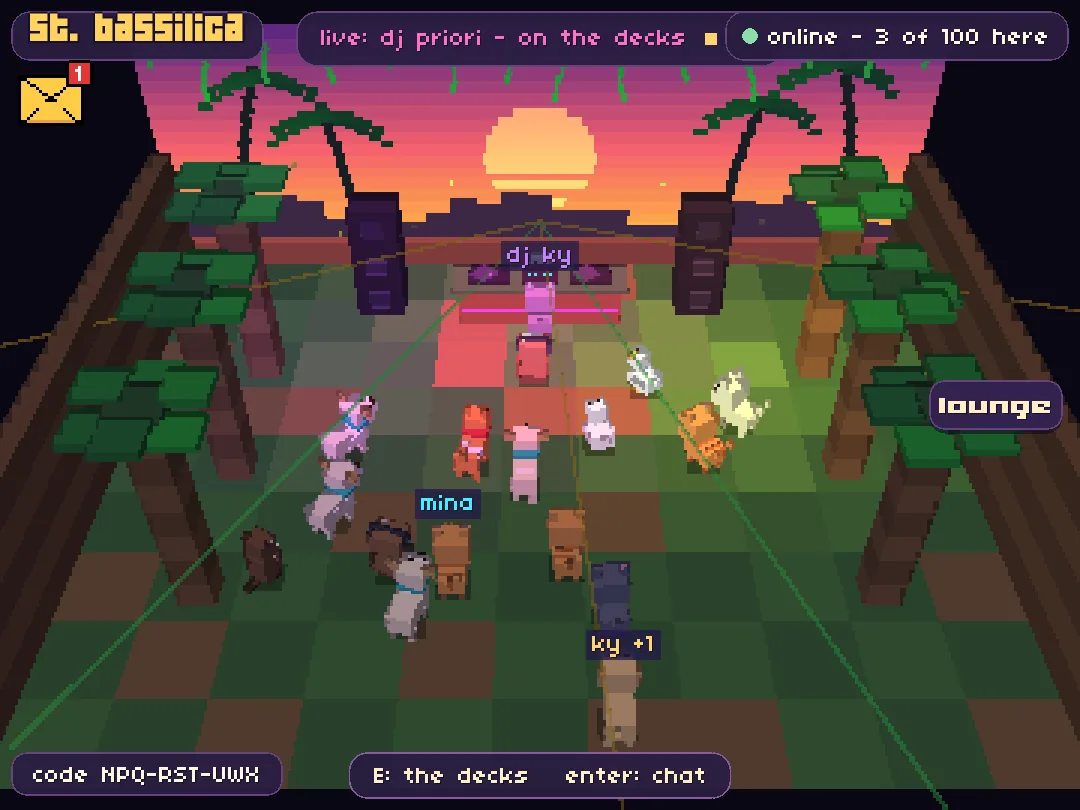 st. bassilica
live: dj priori - on the decks
online - 3 of 100 here
1
dj ky
lounge
mina
ky +1
code NPQ-RST-UWX
E: the decks enter: chat